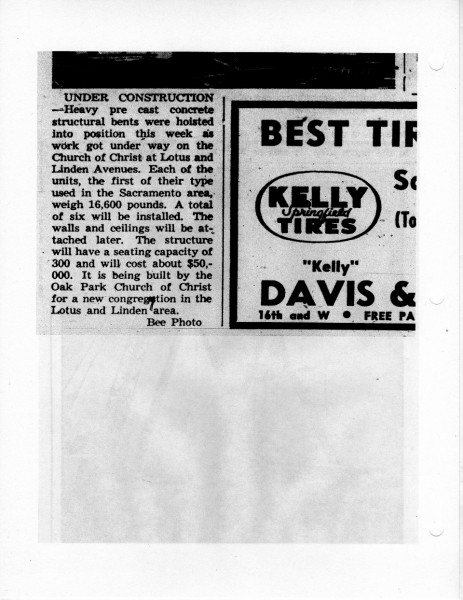 UNDER CONSTRUCTION
—Heavy pre cast concrete
structural bents were hoisted
into position this week as
work got under way on the
Church of Christ at Lotus and
Linden Avenues. Each of the
units, the first of their type
used in the Sacramento area,
weigh 16,600 pounds. A total
of six will be installed. The
walls and ceilings will be at-
tached later. The structure
will have a seating capacity of
300 and will cost about $50,-
000. It is being built by the
Oak Park Church of Christ
for a new congregation in the
Lotus and Linden area.
Bee Photo
BEST TIR
KELLY
Springfield
TIRES
Sa
(To
"Kelly"
DAVIS &
16th and W • FREE PA